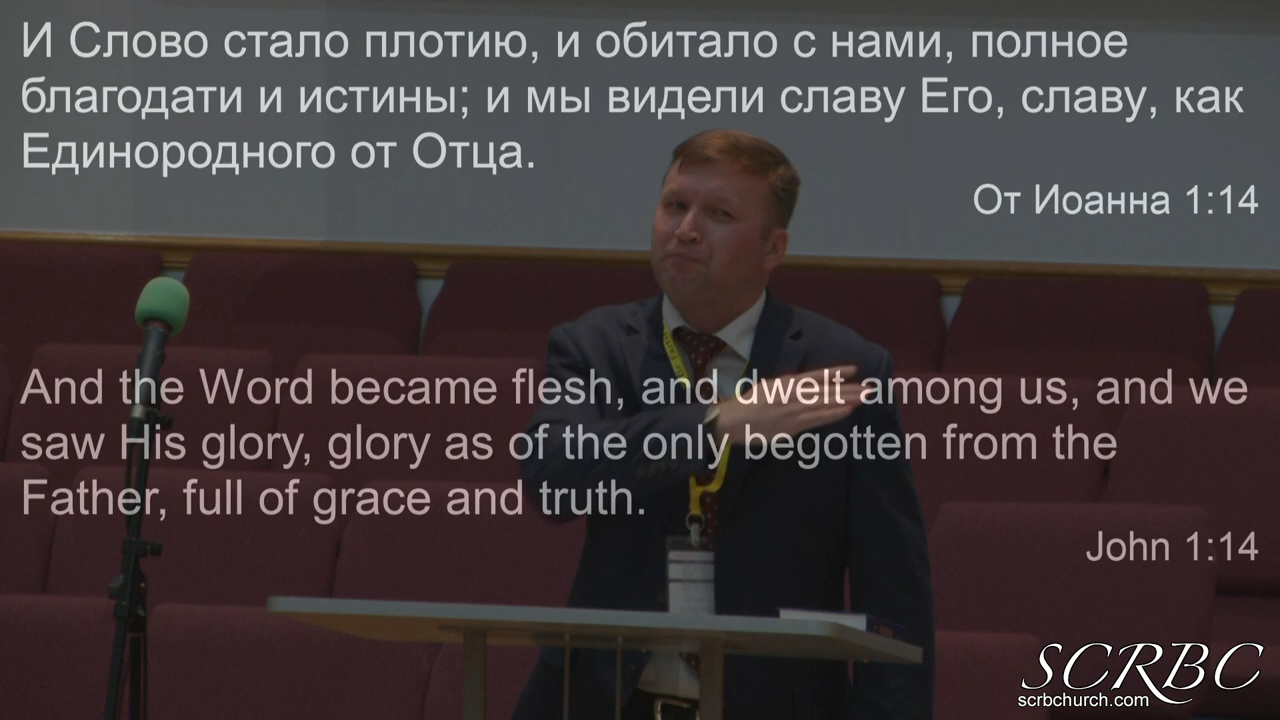 И Слово стало плотию, и обитало с нами, полное
благодати и истины; и мы видели славу Его, славу, как
Единородного от Отца.
От Иоанна 1:14
And the Word became flesh, and dwelt among us, and we
saw His glory, glory as of the only begotten from the
Father, full of grace and truth.
John 1:14
SCRBC
scrbchurch.com